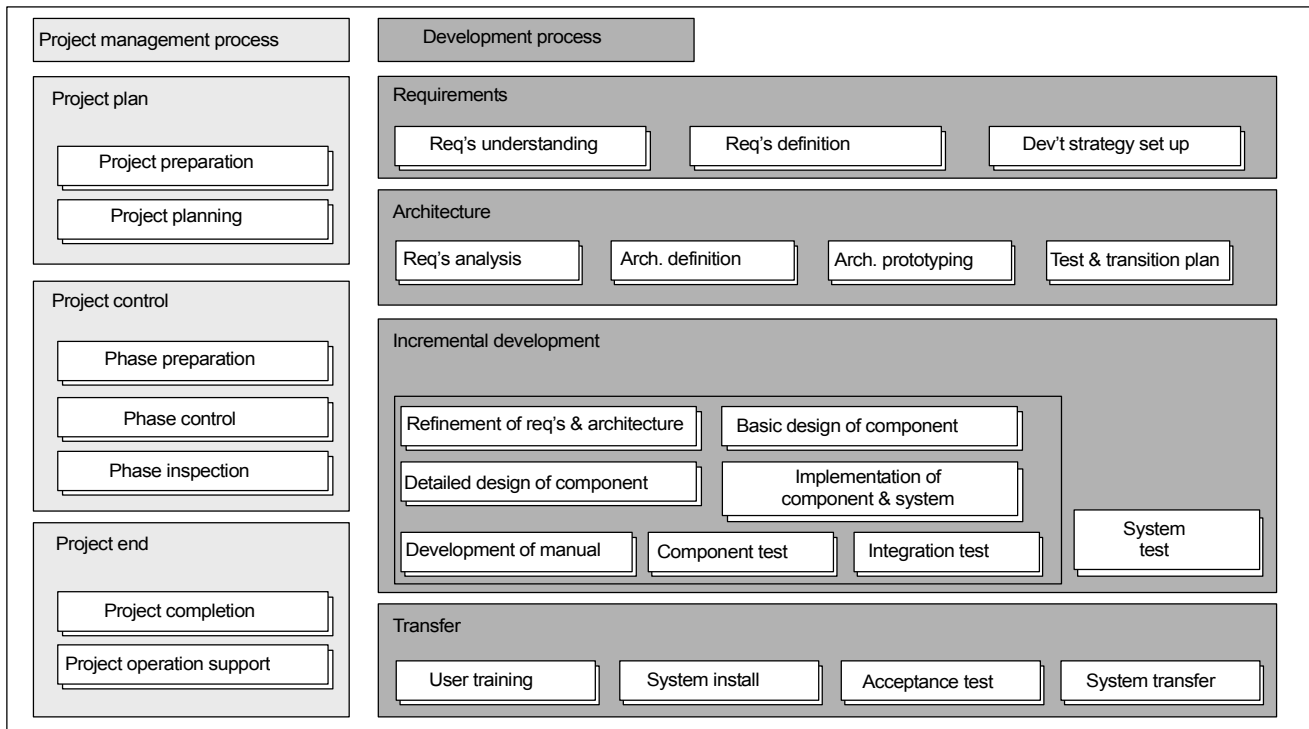 Project management process
Project plan
Project preparation
Project planning
Project control
Phase preparation
Phase control
Phase inspection
Project end
Project completion
Project operation support
Development process
Requirements
Req's understanding
Req's definition
Dev't strategy set up
Architecture
Req's analysis
Arch. definition
Arch. prototyping
Test & transition plan
Incremental development
Refinement of req's & architecture
Basic design of component
Detailed design of component
Implementation of
component & system
Development of manual
Component test
Integration test
System
test
Transfer
User training
System install
Acceptance test
System transfer